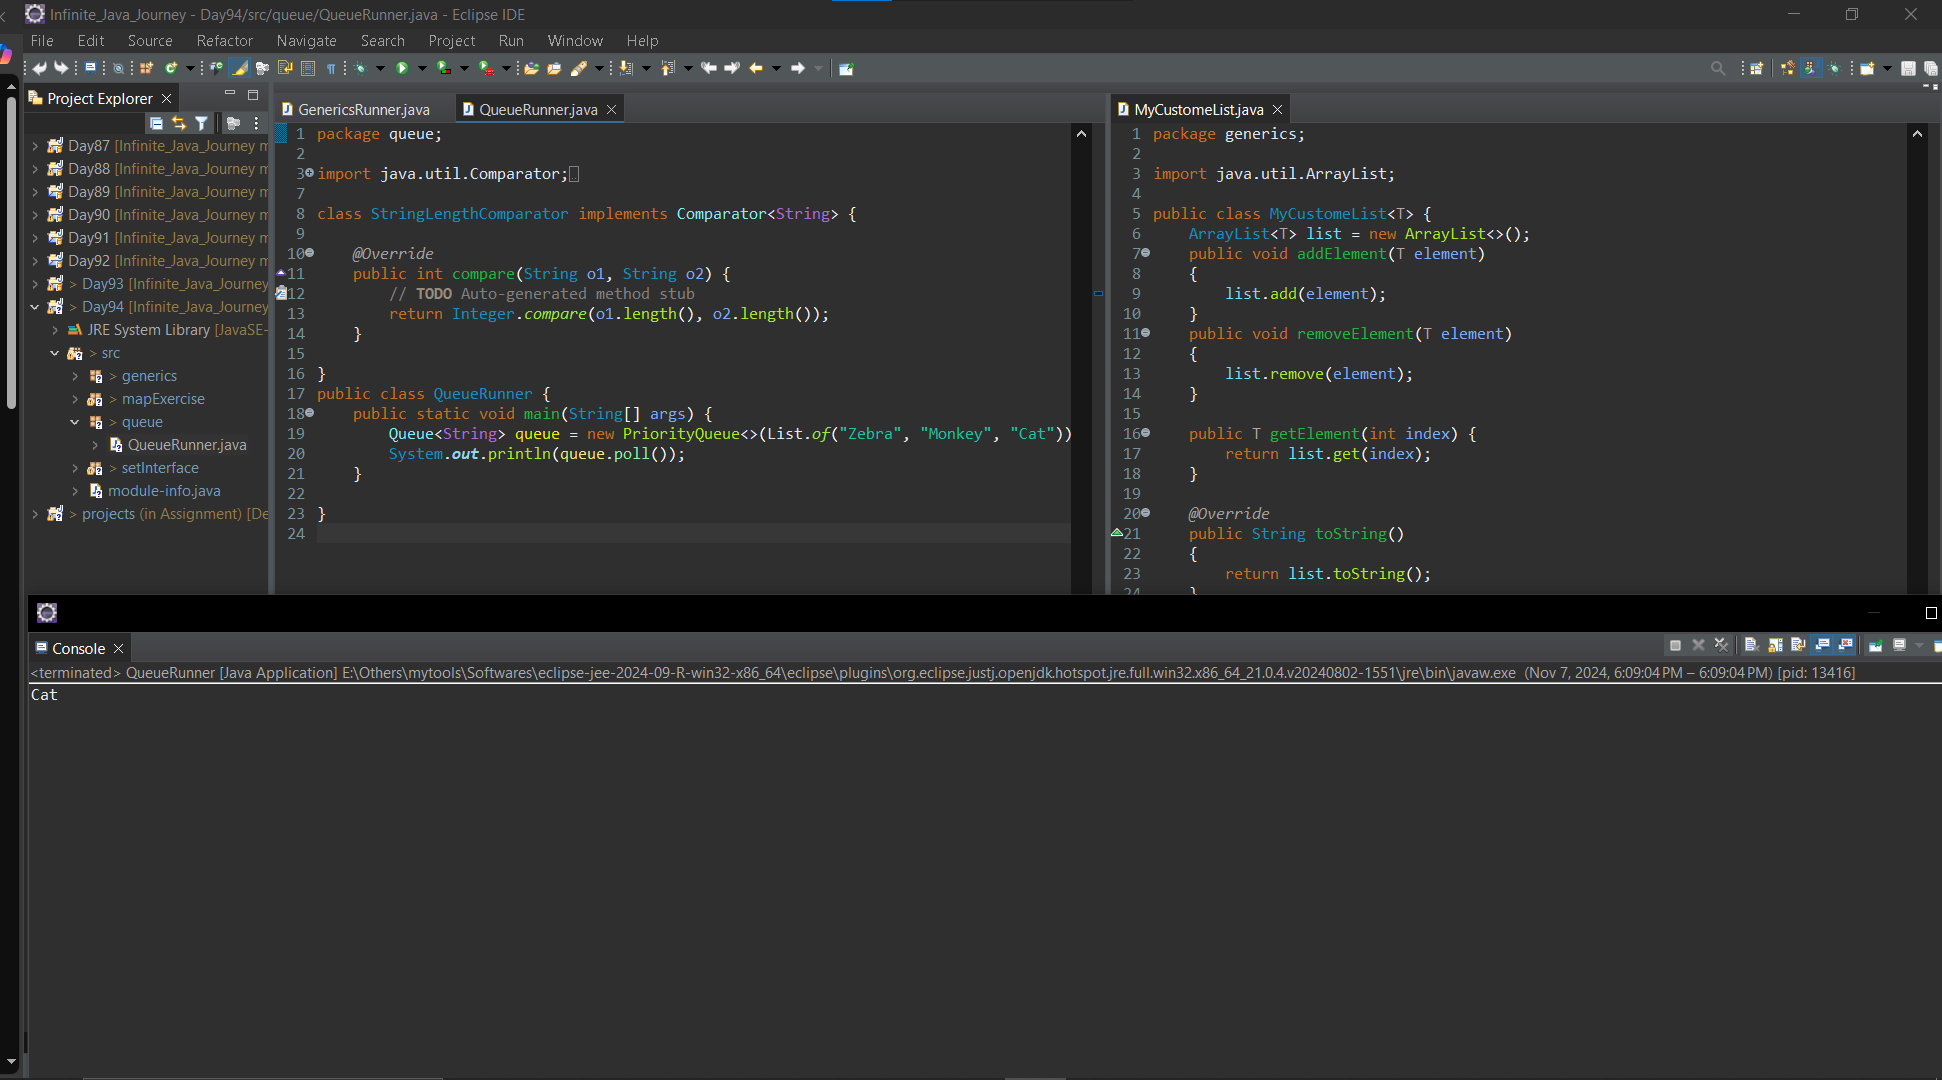 Infinite_Java_Journey - Day94/src/queue/QueueRunner.java - Eclipse IDE
File Edit Source Refactor Navigate Search Project Run Window Help
Project Explorer
Day87 [Infinite_Java_Journey m
Day88 [Infinite_Java_Journey m
Day89 [Infinite_Java_Journey m
Day90 [Infinite_Java_Journey m
Day91 [Infinite_Java_Journey m
Day92 [Infinite_Java_Journey m
> Day93 [Infinite_Java_Journey
> Day94 [Infinite_Java_Journey
JRE System Library [JavaSE-
> src
> generics
> mapExercise
> queue
QueueRunner.java
> setInterface
module-info.java
> projects (in Assignment) [De
GenericsRunner.java QueueRunner.java
1 package queue;
2
3 import java.util.Comparator;
7
8 class StringLengthComparator implements Comparator<String> {
9
10 @Override
11 public int compare(String o1, String o2) {
12 // TODO Auto-generated method stub
13 return Integer.compare(o1.length(), o2.length());
14 }
15
16 }
17 public class QueueRunner {
18 public static void main(String[] args) {
19 Queue<String> queue = new PriorityQueue<>(List.of("Zebra", "Monkey", "Cat"))
20 System.out.println(queue.poll());
21 }
22
23 }
24
MyCustomeList.java
1 package generics;
2
3 import java.util.ArrayList;
4
5 public class MyCustomeList<T> {
6 ArrayList<T> list = new ArrayList<>();
7 public void addElement(T element)
8 {
9 list.add(element);
10 }
11 public void removeElement(T element)
12 {
13 list.remove(element);
14 }
15
16 public T getElement(int index) {
17 return list.get(index);
18 }
19
20 @Override
21 public String toString()
22 {
23 return list.toString();
24 }
Console
<terminated> QueueRunner [Java Application] E:\Others\mytools\Softwares\eclipse-jee-2024-09-R-win32-x86_64\eclipse\plugins\org.eclipse.justj.openjdk.hotspot.jre.full.win32.x86_64_21.0.4.v20240802-1551\jre\bin\javaw.exe (Nov 7, 2024, 6:09:04 PM – 6:09:04 PM) [pid: 13416]
Cat